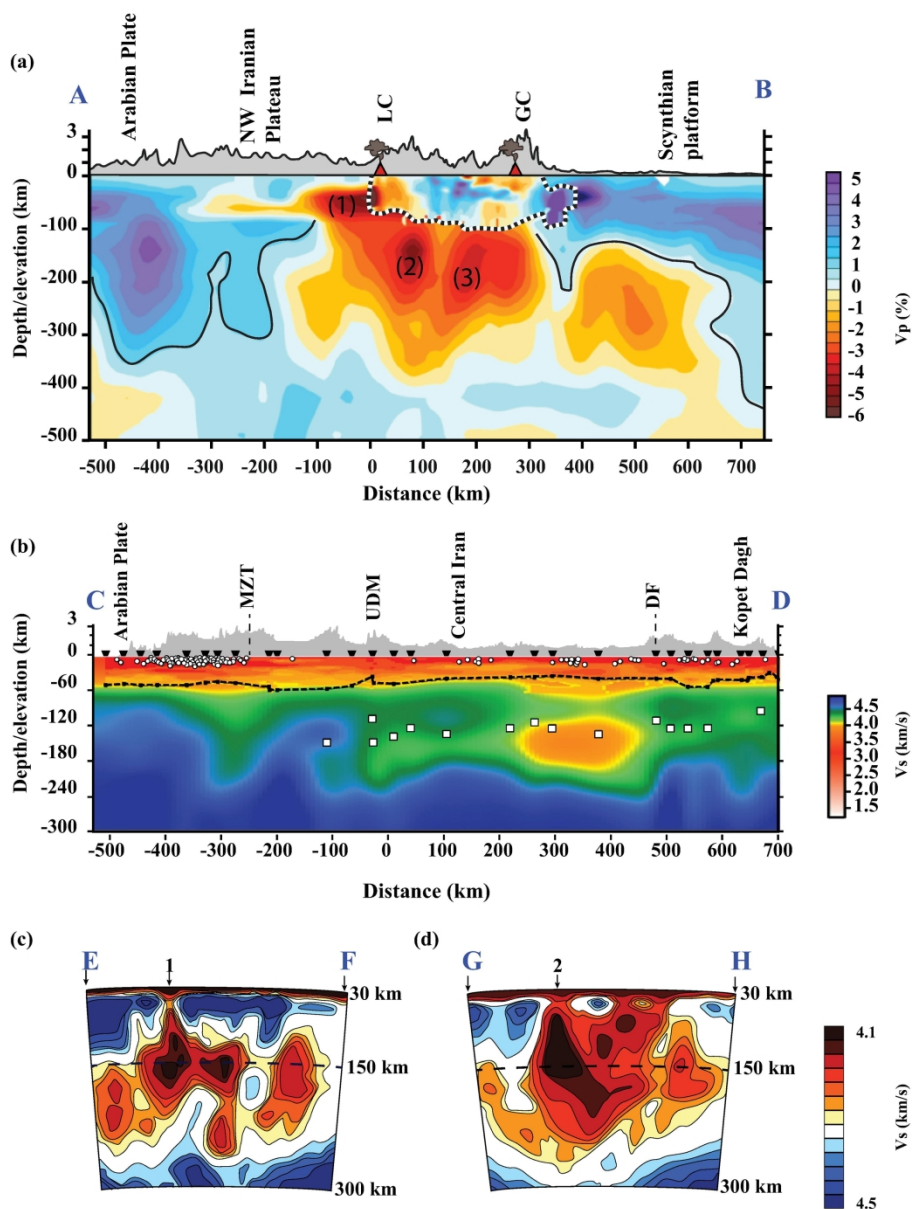 (a)
Arabian Plate
NW Iranian
Plateau
LC
GC
Scynthian
platform
A
B
3
0
-100
-200
-300
-400
-500
Depth/elevation (km)
(1)
(2)
(3)
-500 -400 -300 -200 -100 0 100 200 300 400 500 600 700
Distance (km)
5
4
3
2
1
0
-1
-2
-3
-4
-5
-6
Vp (%)
(b)
Arabian Plate
MZT
UDM
Central Iran
DF
Kopet Dagh
C
D
3
0
-60
-120
-180
-240
-300
Depth/elevation (km)
-500 -400 -300 -200 -100 0 100 200 300 400 500 600 700
Distance (km)
4.5
4.0
3.5
3.0
2.5
1.5
Vs (km/s)
(c)
E
1
F
30 km
150 km
300 km
(d)
G
2
H
30 km
150 km
300 km
4.1
4.5
Vs (km/s)